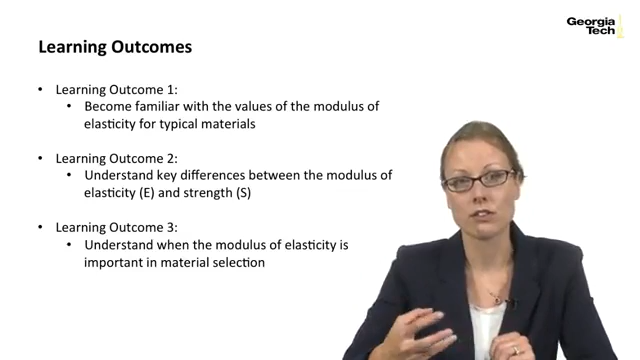 Georgia
Tech
Learning Outcomes
• Learning Outcome 1:
• Become familiar with the values of the modulus of
elasticity for typical materials
• Learning Outcome 2:
• Understand key differences between the modulus of
elasticity (E) and strength (S)
• Learning Outcome 3:
• Understand when the modulus of elasticity is
important in material selection